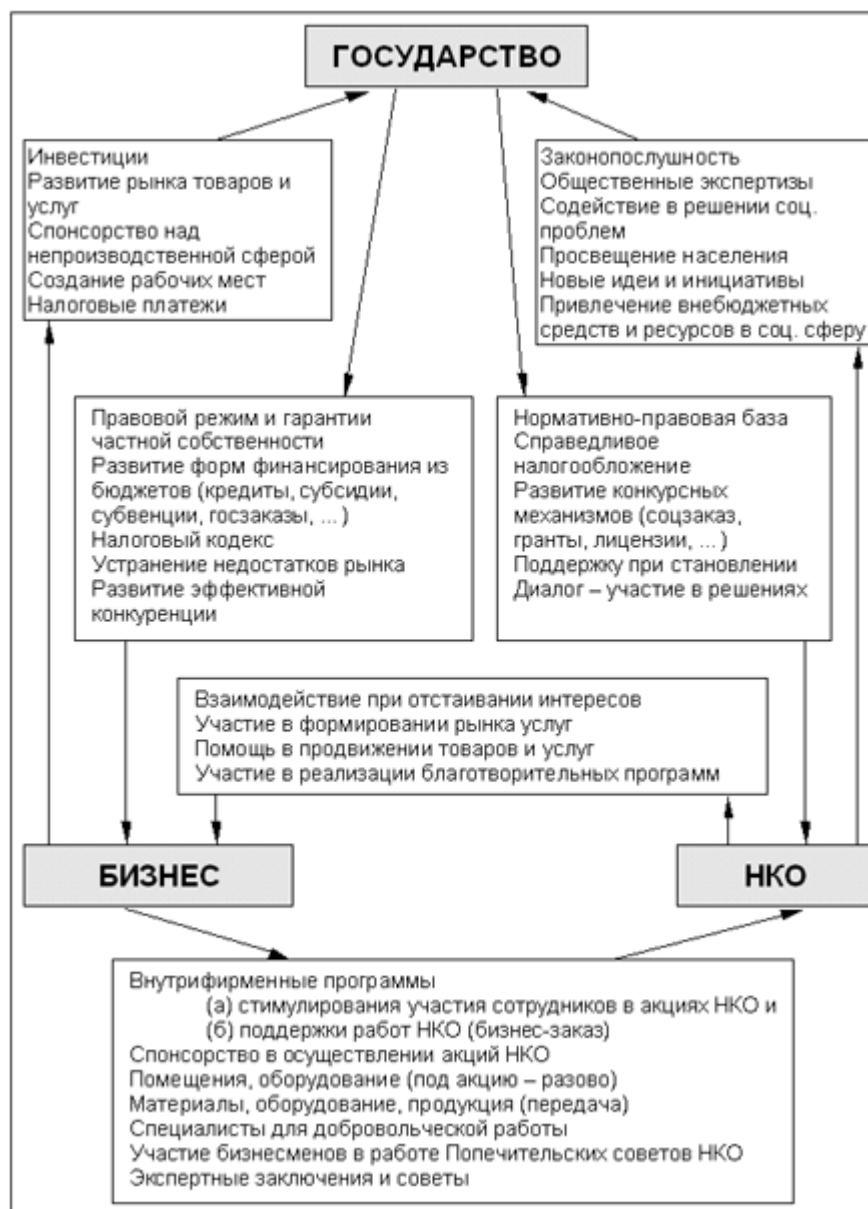 ГОСУДАРСТВО
Инвестиции
Развитие рынка товаров и
услуг
Спонсорство над
непроизводственной сферой
Создание рабочих мест
Налоговые платежи
Законопослушность
Общественные экспертизы
Содействие в решении соц.
проблем
Просвещение населения
Новые идеи и инициативы
Привлечение внебюджетных
средств и ресурсов в соц. сферу
Правовой режим и гарантии
частной собственности
Развитие форм финансирования из
бюджетов (кредиты, субсидии,
субвенции, госзаказы, ... )
Налоговый кодекс
Устранение недостатков рынка
Развитие эффективной
конкуренции
Нормативно-правовая база
Справедливое
налогообложение
Развитие конкурсных
механизмов (соцзаказ,
гранты, лицензии, ... )
Поддержку при становлении
Диалог – участие в решениях
Взаимодействие при отстаивании интересов
Участие в формировании рынка услуг
Помощь в продвижении товаров и услуг
Участие в реализации благотворительных программ
БИЗНЕС
НКО
Внутрифирменные программы
(а) стимулирования участия сотрудников в акциях НКО и
(б) поддержки работ НКО (бизнес-заказ)
Спонсорство в осуществлении акций НКО
Помещения, оборудование (под акцию – разово)
Материалы, оборудование, продукция (передача)
Специалисты для добровольческой работы
Участие бизнесменов в работе Попечительских советов НКО
Экспертные заключения и советы